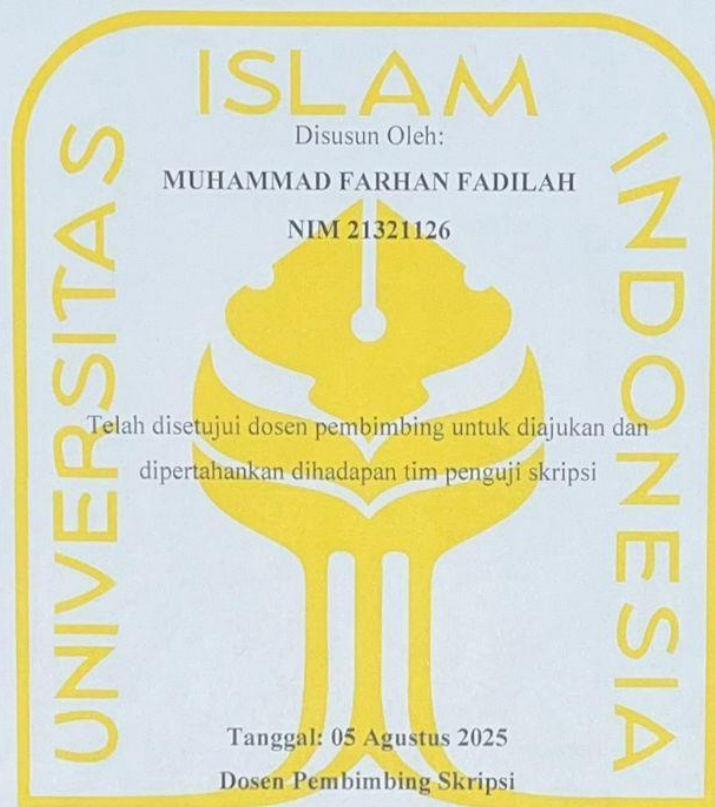 ISLAM
UNIVERSITAS
INDONESIA
Disusun Oleh:
MUHAMMAD FARHAN FADILAH
NIM 21321126
Telah disetujui dosen pembimbing untuk diajukan dan
dipertahankan dihadapan tim penguji skripsi
Tanggal: 05 Agustus 2025
Dosen Pembimbing Skripsi